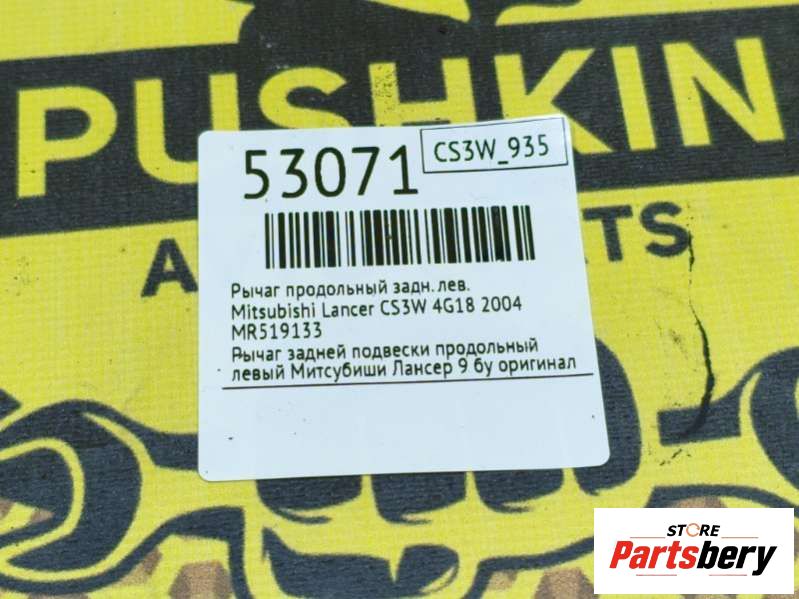 PUSHKIN
53071
CS3W_935
Рычаг продольный задн.лев.
Mitsubishi Lancer CS3W 4G18 2004
MR519133
Рычаг задней подвески продольный
левый Митсубиши Лансер 9 бу оригинал
STORE
Partsbery